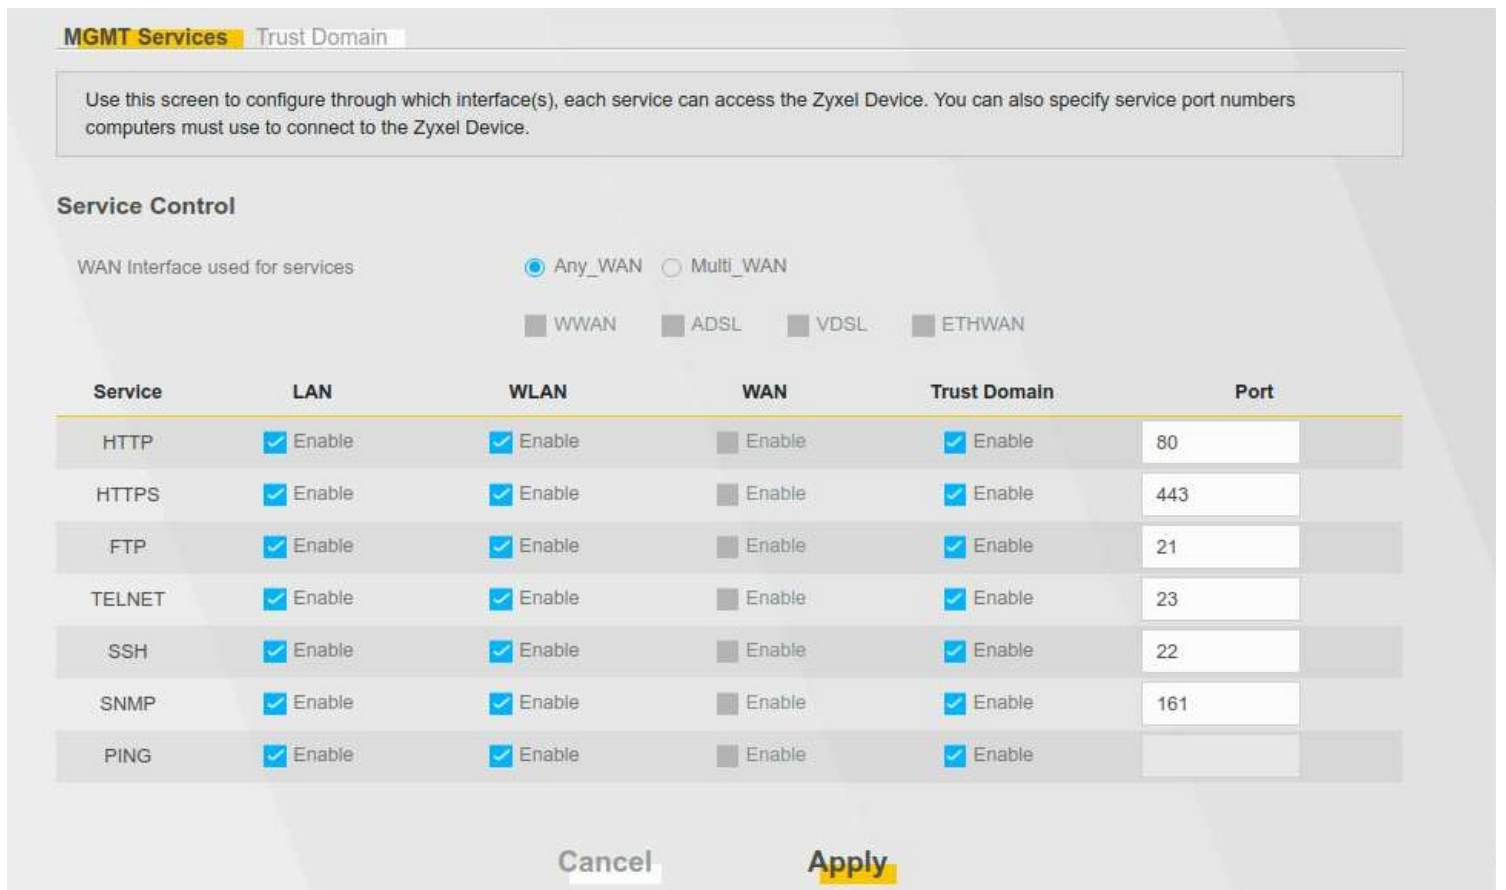 MGMT Services Trust Domain
Use this screen to configure through which interface(s), each service can access the Zyxel Device. You can also specify service port numbers
computers must use to connect to the Zyxel Device.
Service Control
WAN Interface used for services Any_WAN Multi_WAN
WWAN ADSL VDSL ETHWAN
Service LAN WLAN WAN Trust Domain Port
HTTP Enable Enable Enable Enable 80
HTTPS Enable Enable Enable Enable 443
FTP Enable Enable Enable Enable 21
TELNET Enable Enable Enable Enable 23
SSH Enable Enable Enable Enable 22
SNMP Enable Enable Enable Enable 161
PING Enable Enable Enable Enable
Cancel Apply